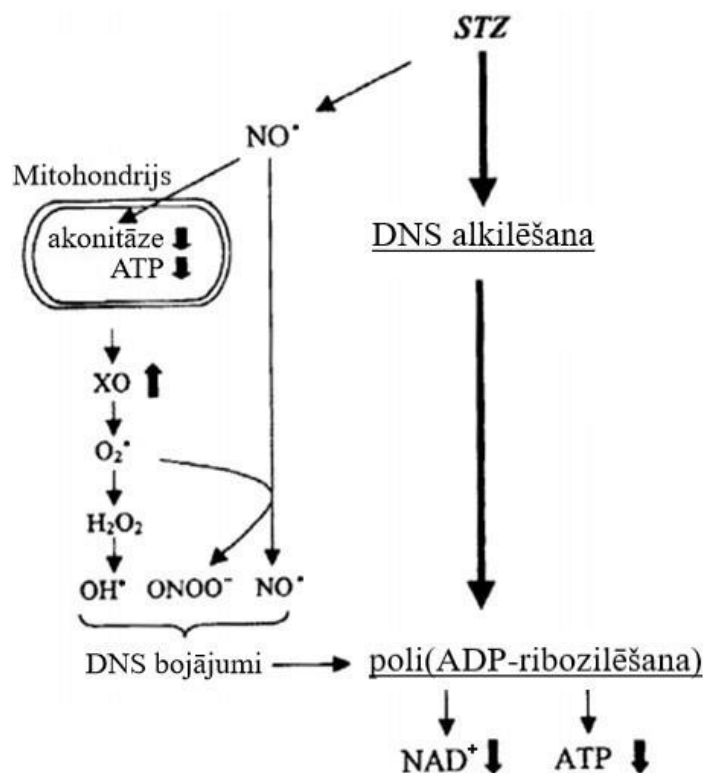 STZ
NO•
Mitohondrijs
akonitāze
ATP
DNS alkilēšana
XO
O₂•
H₂O₂
OH• ONOO⁻ NO•
DNS bojājumi
poli(ADP-ribozilēšana)
NAD⁺ ATP